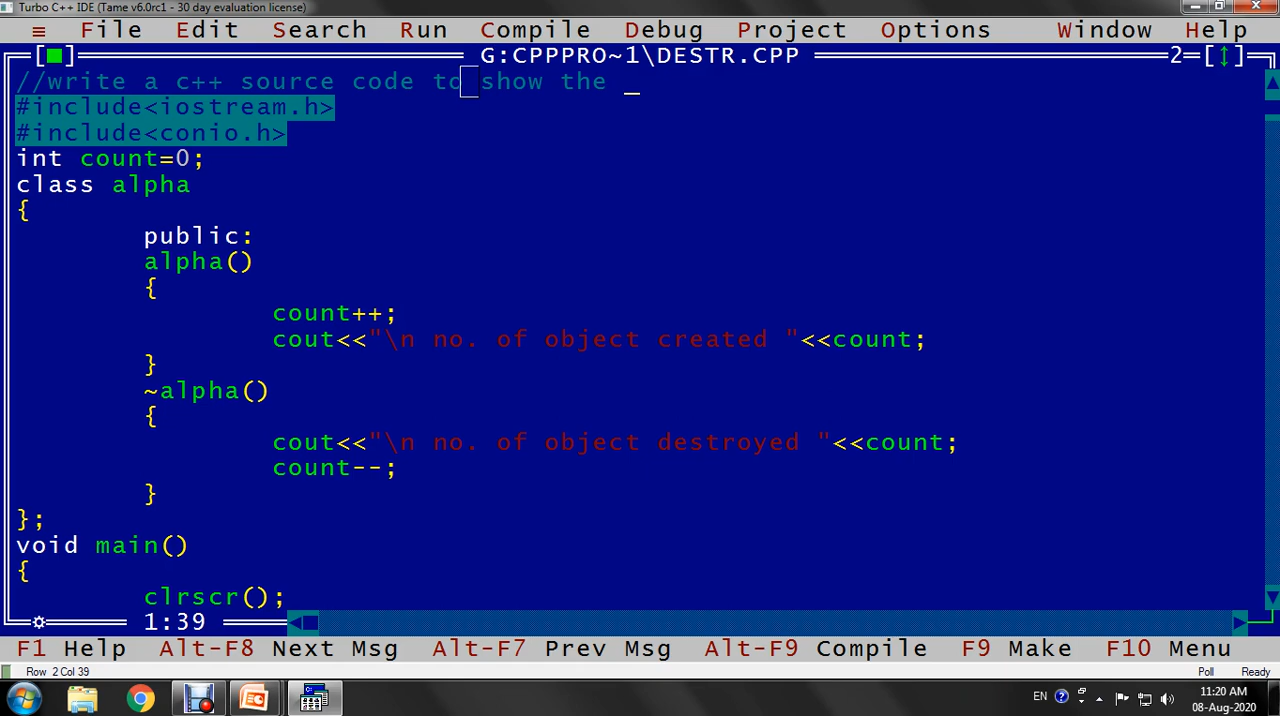 Turbo C++ IDE (Tame v6.0rc1 - 30 day evaluation license)
≡ File Edit Search Run Compile Debug Project Options Window Help
[■] G:CPPPRO~1\DESTR.CPP 2=[↕]
//write a c++ source code to show the _
#include<iostream.h>
#include<conio.h>
int count=0;
class alpha
{
public:
alpha()
{
count++;
cout<<"\n no. of object created "<<count;
}
~alpha()
{
cout<<"\n no. of object destroyed "<<count;
count--;
}
};
void main()
{
clrscr();
1:39
F1 Help Alt-F8 Next Msg Alt-F7 Prev Msg Alt-F9 Compile F9 Make F10 Menu
Row 2 Col 39 Poll Ready
EN 11:20 AM
08-Aug-2020